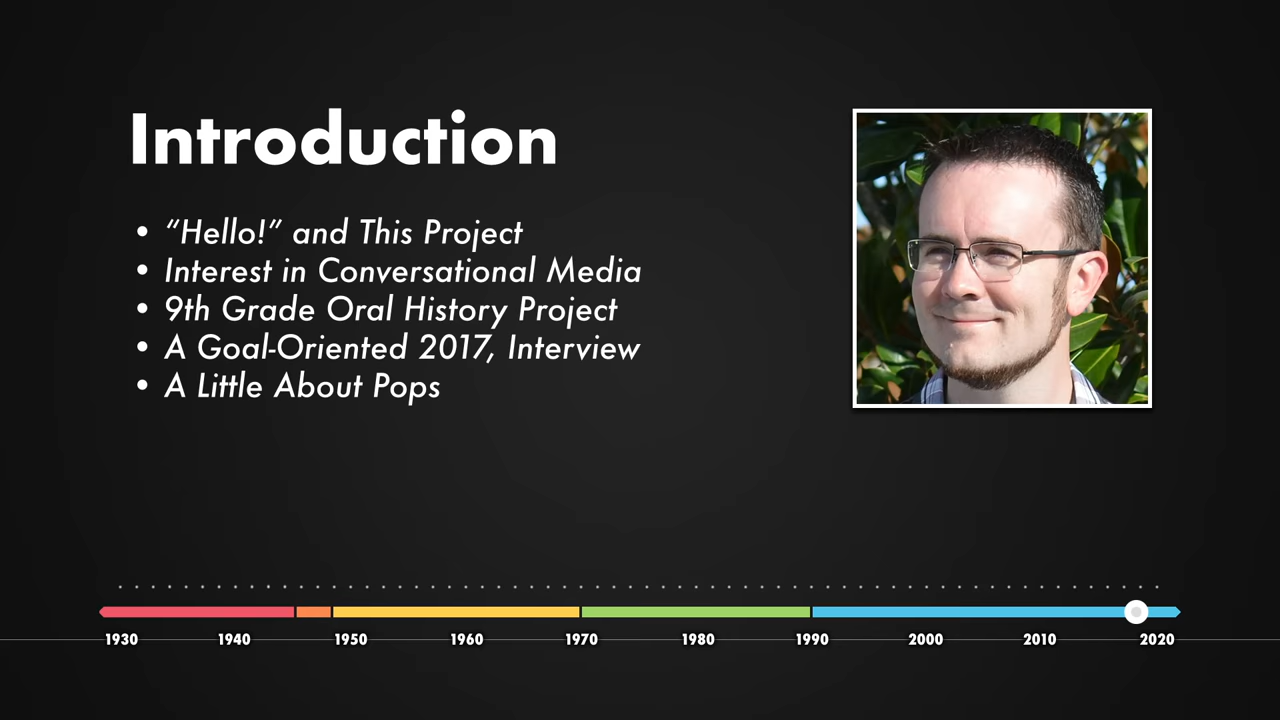 Introduction
• “Hello!” and This Project
• Interest in Conversational Media
• 9th Grade Oral History Project
• A Goal-Oriented 2017, Interview
• A Little About Pops
1930 1940 1950 1960 1970 1980 1990 2000 2010 2020